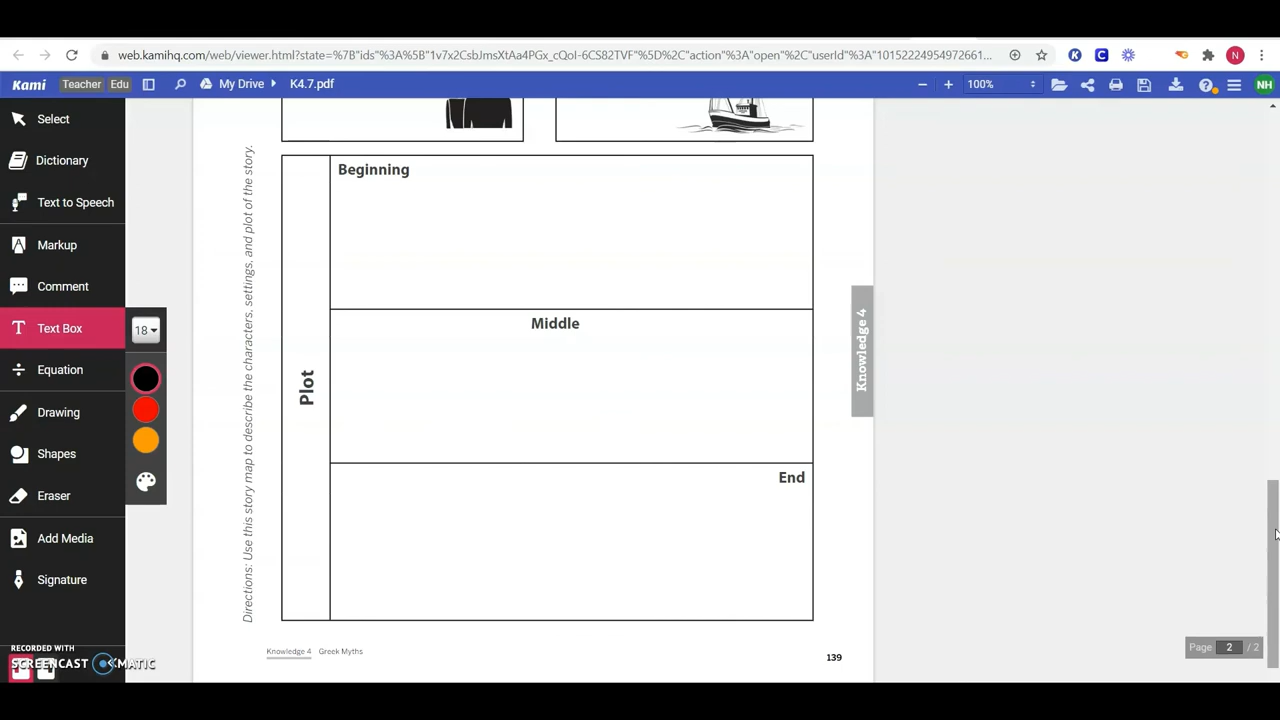 web.kamihq.com/web/viewer.html?state=%7B"ids"%3A%5B"1v7x2CsbJmsXtAa4PGx_cQoI-6CS82TVF"%5D%2C"action"%3A"open"%2C"userId"%3A"10152224954972661...
N
Kami
Teacher
Edu
My Drive
K4.7.pdf
100%
NH
Select
Dictionary
Text to Speech
Markup
Comment
Text Box
18
Equation
Drawing
Shapes
Eraser
Add Media
Signature
Directions: Use this story map to describe the characters, settings, and plot of the story.
Plot
Beginning
Middle
End
Knowledge 4
Knowledge 4 Greek Myths
139
Page 2 / 2
RECORDED WITH
SCREENCAST MATIC